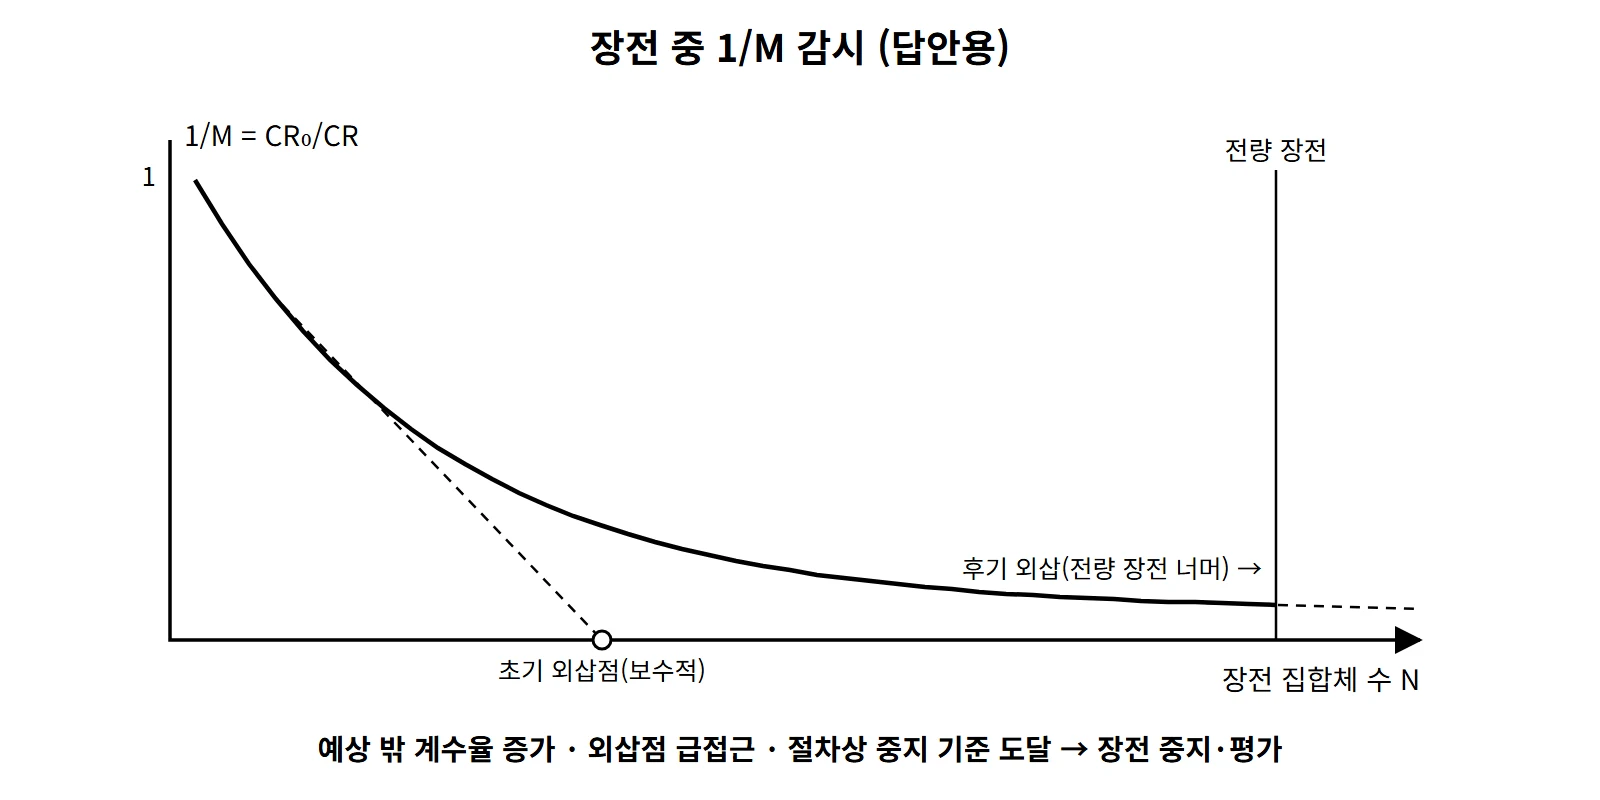 장전 중 1/M 감시 (답안용)
1/M = CR₀/CR
전량 장전
1
후기 외삽(전량 장전 너머) →
초기 외삽점(보수적)
장전 집합체 수 N
예상 밖 계수율 증가 · 외삽점 급접근 · 절차상 중지 기준 도달 → 장전 중지·평가